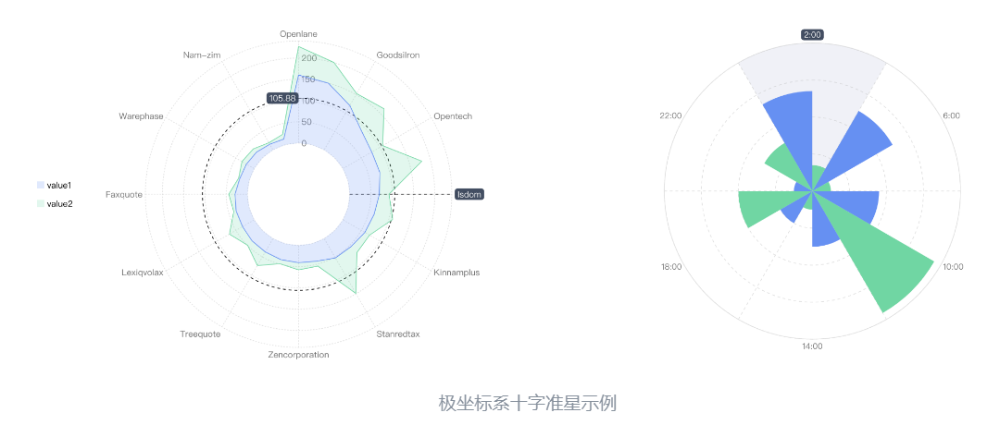 Openlane
Nam-zim
Goodsilron
200
150
105.88
100
Warephase
Opentech
50
0
value1
value2
Faxquote
Isdom
Lexiqvolax
Kinnamplus
Treequote
Stanredtax
Zencorporation
2:00
22:00
6:00
18:00
10:00
14:00
极坐标系十字准星示例